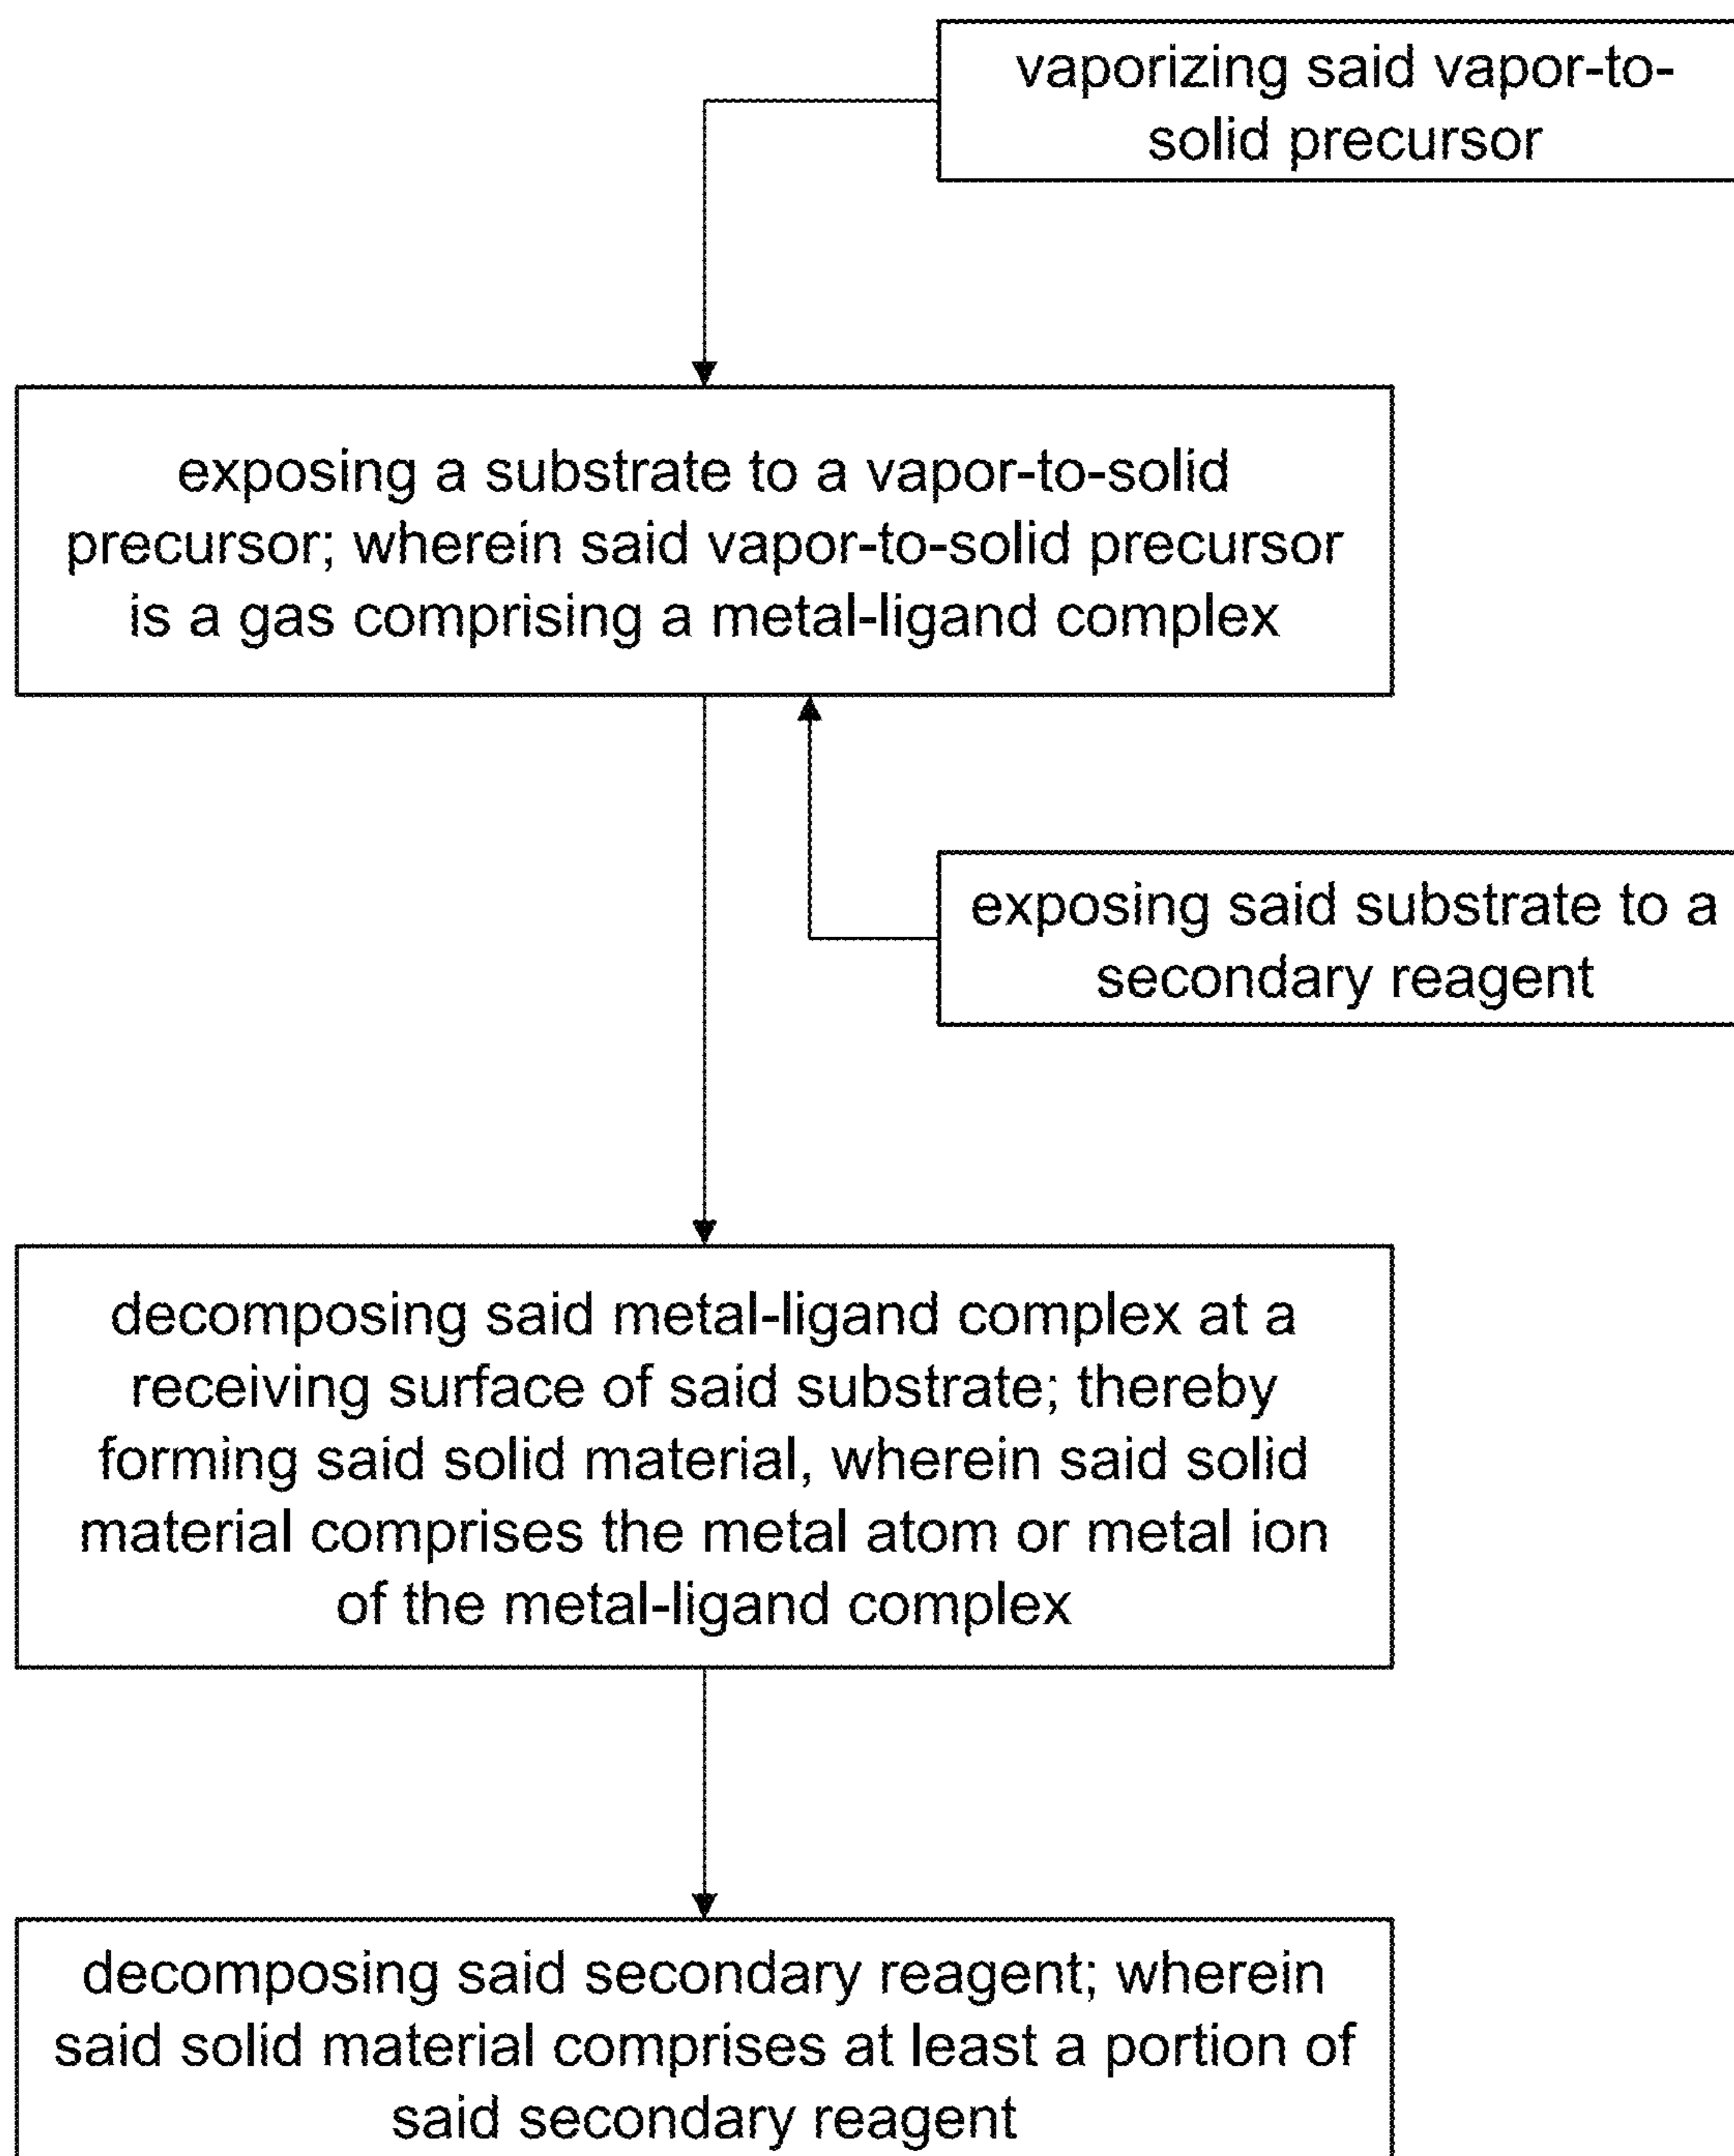 vaporizing said vapor-to-
solid precursor
exposing a substrate to a vapor-to-solid
precursor; wherein said vapor-to-solid precursor
is a gas comprising a metal-ligand complex
exposing said substrate to a
secondary reagent
decomposing said metal-ligand complex at a
receiving surface of said substrate; thereby
forming said solid material, wherein said solid
material comprises the metal atom or metal ion
of the metal-ligand complex
decomposing said secondary reagent; wherein
said solid material comprises at least a portion of
said secondary reagent